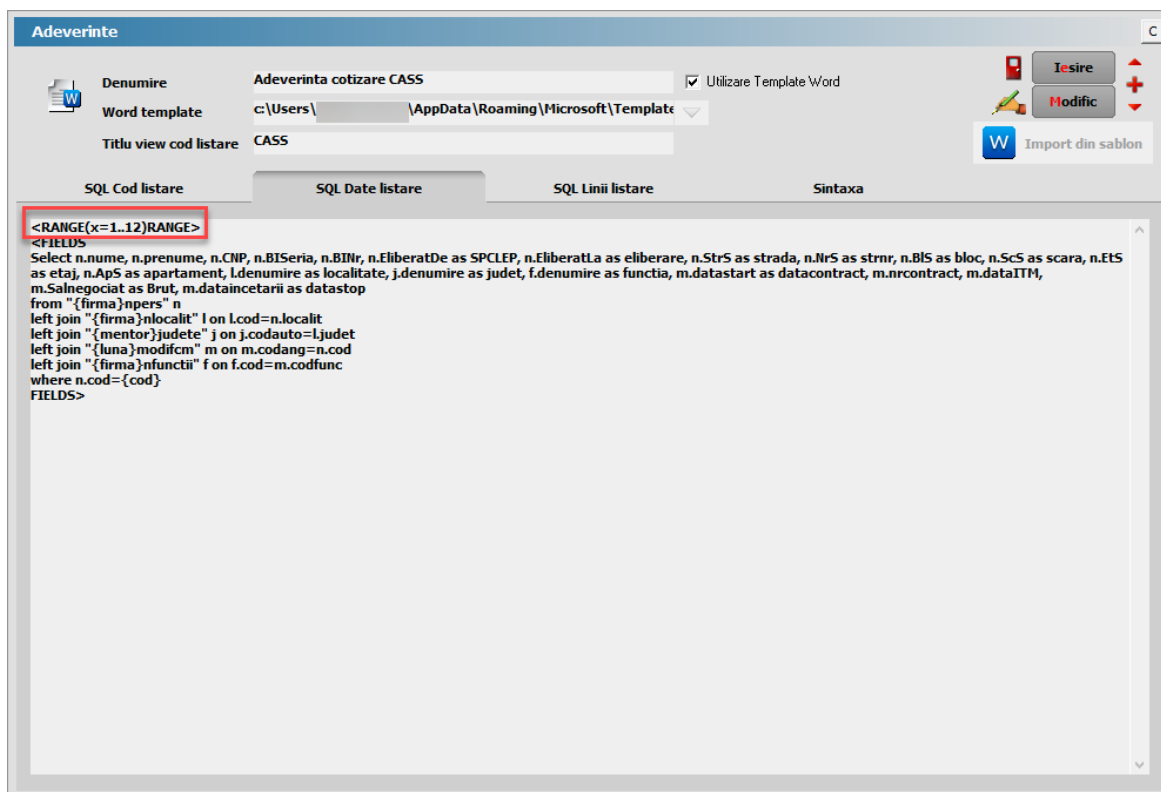 Adeverinte
C
Denumire
Adeverinta cotizare CASS
Utilizare Template Word
Iesire
Word template
c:\Users\ \AppData\Roaming\Microsoft\Template
Modific
Titlu view cod listare
CASS
W Import din sablon
SQL Cod listare
SQL Date listare
SQL Linii listare
Sintaxa
<RANGE(x=1..12)RANGE>
<FIELDS
Select n.nume, n.prenume, n.CNP, n.BISeria, n.BINr, n.EliberatDe as SPCLEP, n.EliberatLa as eliberare, n.StrS as strada, n.NrS as strnr, n.BlS as bloc, n.ScS as scara, n.EtS
as etaj, n.ApS as apartament, l.denumire as localitate, j.denumire as judet, f.denumire as functia, m.datastart as datacontract, m.nrcontract, m.dataITM,
m.Salnegociat as Brut, m.dataincetarii as datastop
from "{firma}npers" n
left join "{firma}nlocalit" l on l.cod=n.localit
left join "{mentor}judete" j on j.codauto=l.judet
left join "{luna}modifcm" m on m.codang=n.cod
left join "{firma}nfunctii" f on f.cod=m.codfunc
where n.cod={cod}
FIELDS>